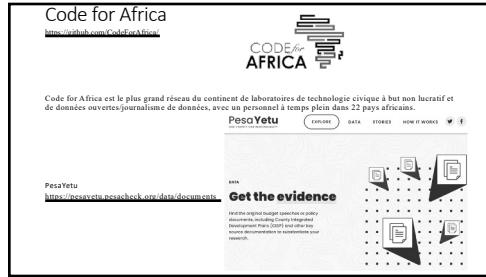 Code for Africa
https://github.com/CodeForAfrica/
CODE for
AFRICA
Code for Africa est le plus grand réseau du continent de laboratoires de technologie civique à but non lucratif et
de données ouvertes/journalisme de données, avec un personnel à temps plein dans 22 pays africains.
PesaYetu
EXPLORE
DATA
STORIES
HOW IT WORKS
PesaYetu
https://pesayetu.pesacheck.org/data/documents
DATA
Get the evidence
Find the original budget speeches or policy
documents, including County Integrated
Development Plans (CIDP) and other key
source documentation to substantiate your
research.